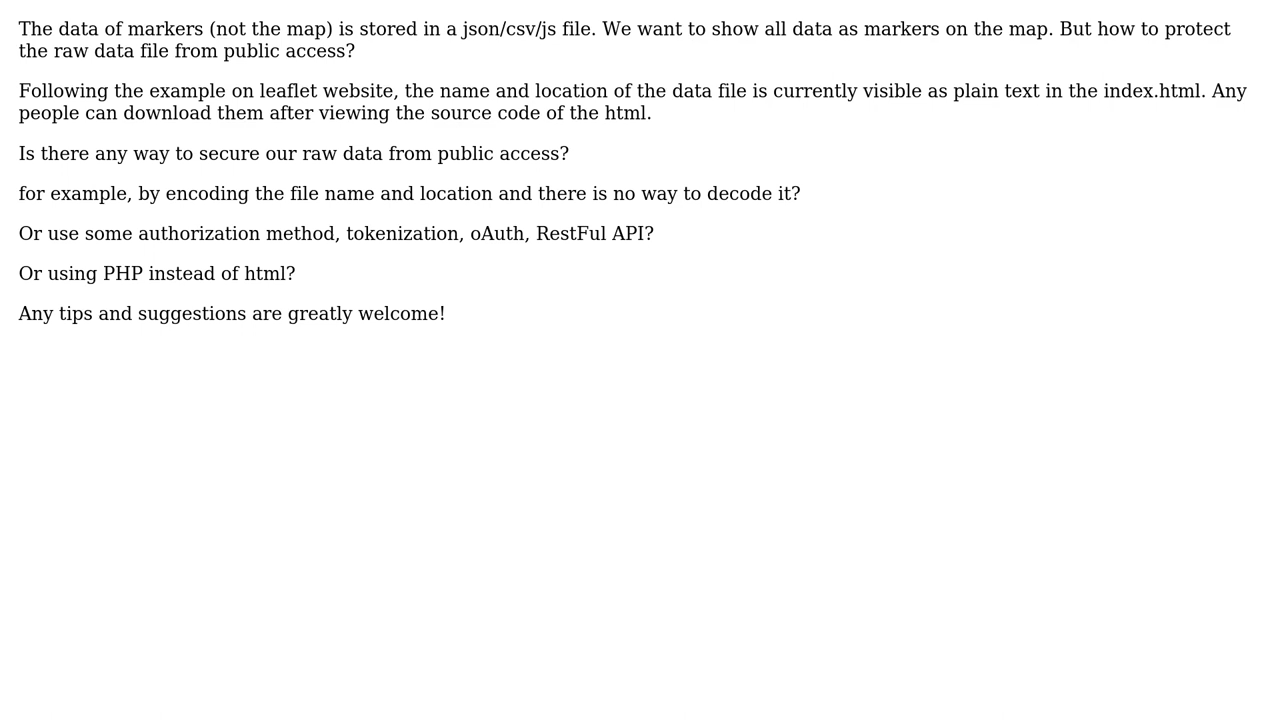 The data of markers (not the map) is stored in a json/csv/js file. We want to show all data as markers on the map. But how to protect
the raw data file from public access?
Following the example on leaflet website, the name and location of the data file is currently visible as plain text in the index.html. Any
people can download them after viewing the source code of the html.
Is there any way to secure our raw data from public access?
for example, by encoding the file name and location and there is no way to decode it?
Or use some authorization method, tokenization, oAuth, RestFul API?
Or using PHP instead of html?
Any tips and suggestions are greatly welcome!